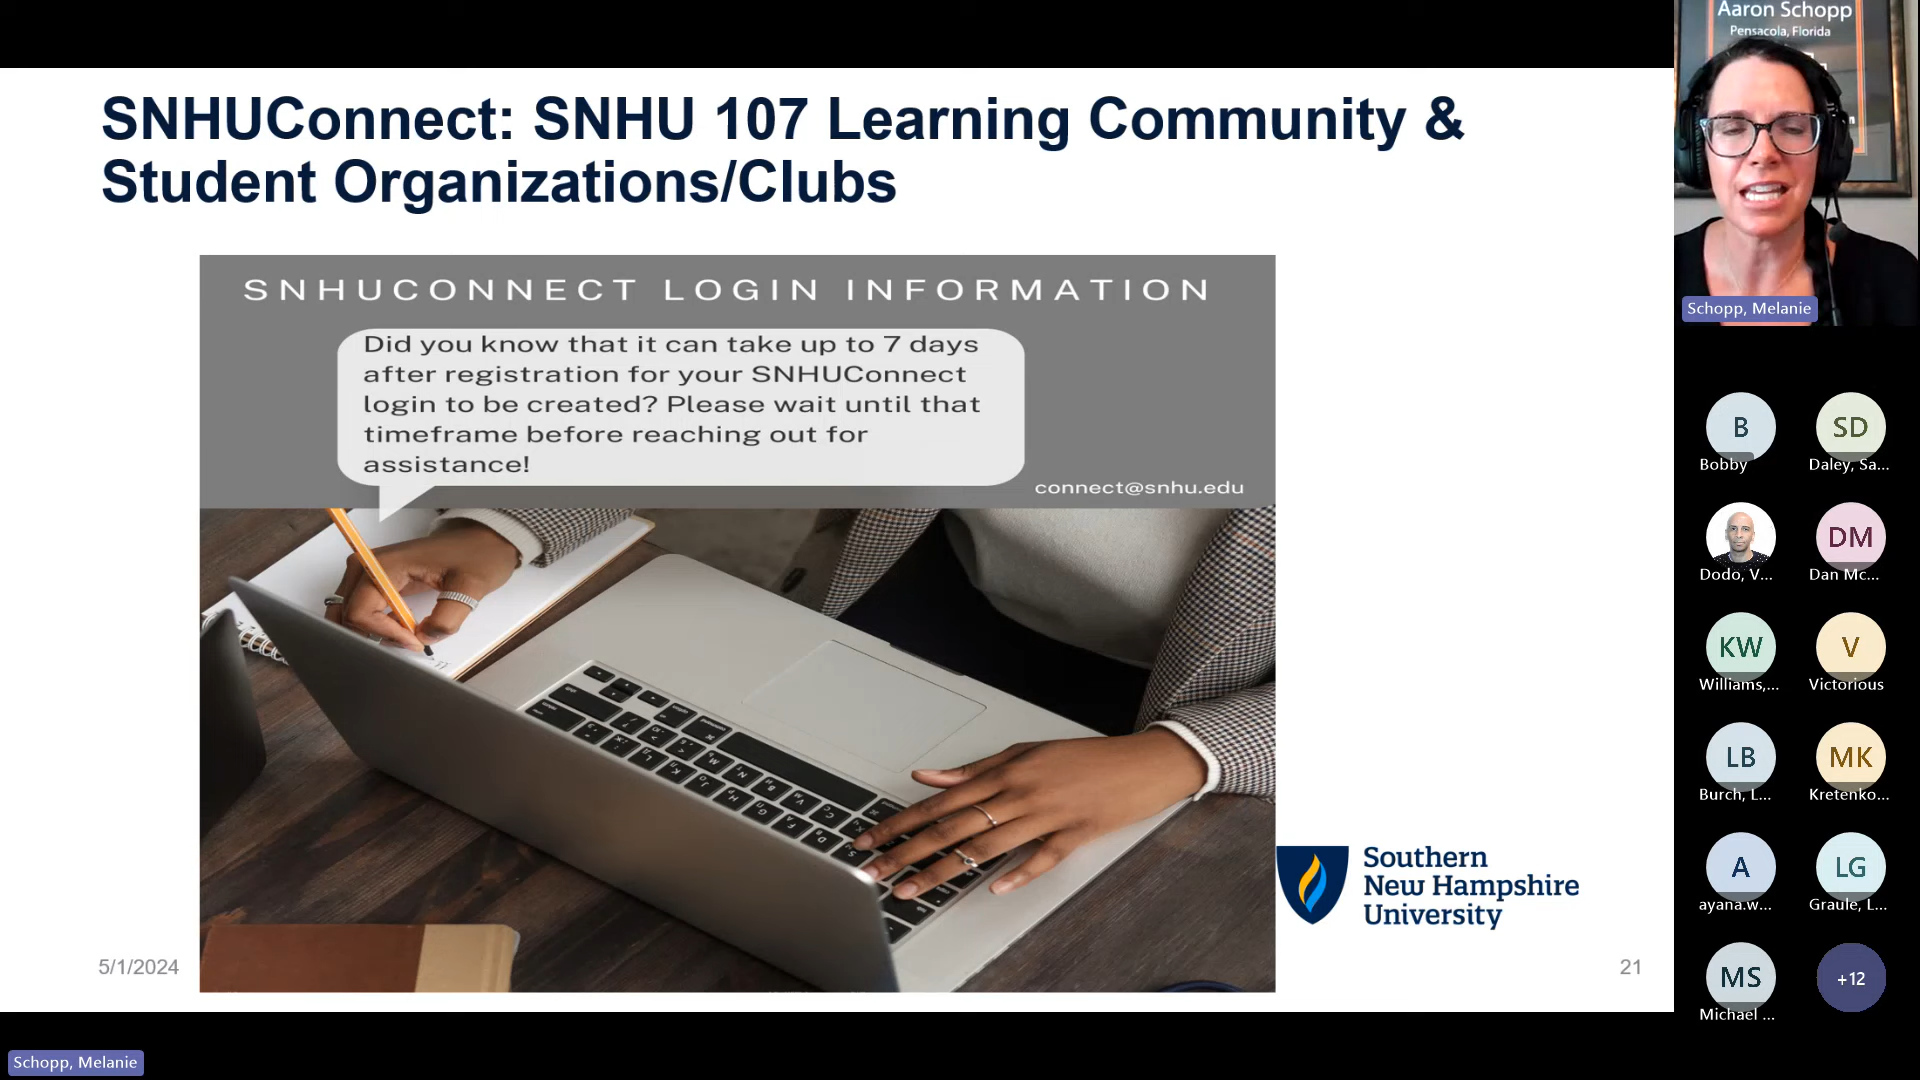 SNHUConnect: SNHU 107 Learning Community &
Student Organizations/Clubs
SNHUCONNECT LOGIN INFORMATION
Did you know that it can take up to 7 days
after registration for your SNHUConnect
login to be created? Please wait until that
timeframe before reaching out for
assistance!
connect@snhu.edu
Southern
New Hampshire
University
5/1/2024
21
Schopp, Melanie
Aaron Schopp
Pensacola, Florida
Schopp, Melanie
B
SD
Bobby
Daley, Sa...
DM
Dodo, V...
Dan Mc...
KW
V
Williams,...
Victorious
LB
MK
Burch, L...
Kretenko...
A
LG
ayana.w...
Graule, L...
MS
+12
Michael ...